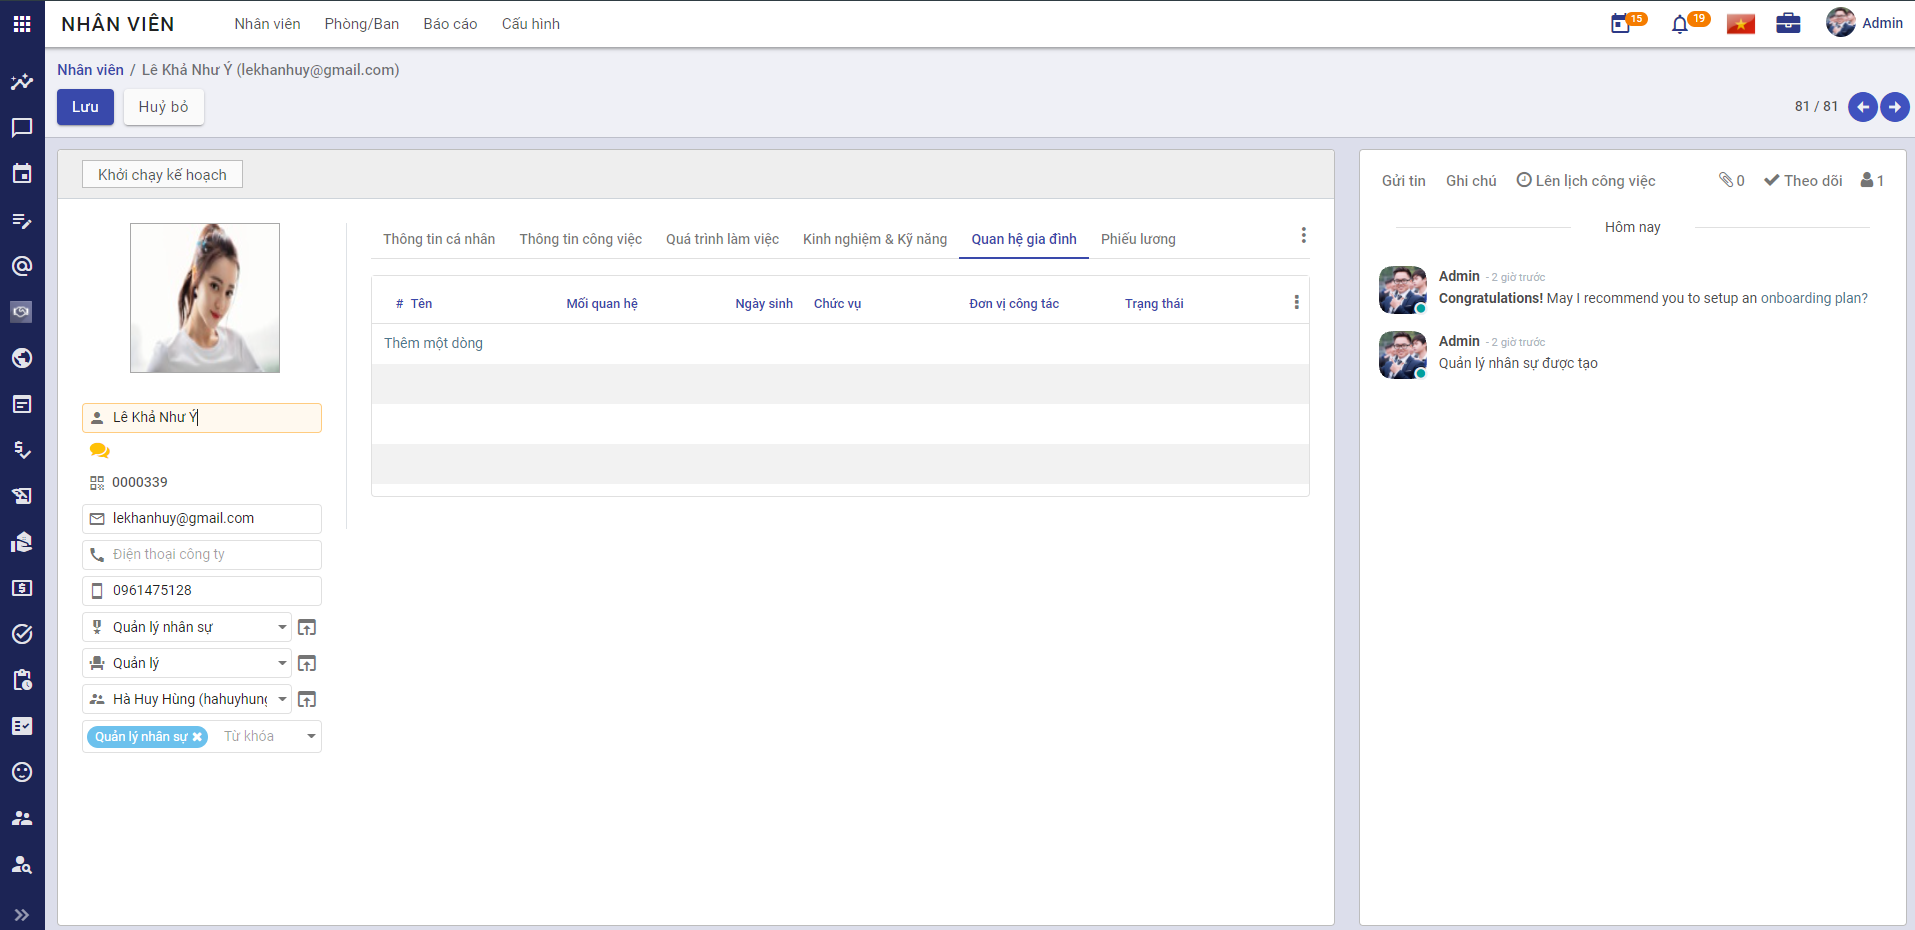 NHÂN VIÊN
Nhân viên
Phòng/Ban
Báo cáo
Cấu hình
15
19
Admin
Nhân viên / Lê Khả Như Ý (lekhanhuy@gmail.com)
Lưu
Huỷ bỏ
81 / 81
Khởi chạy kế hoạch
Lê Khả Như Ý
0000339
lekhanhuy@gmail.com
Điện thoại công ty
0961475128
Quản lý nhân sự
Quản lý
Hà Huy Hùng (hahuyhung
Quản lý nhân sự
Từ khóa
Thông tin cá nhân
Thông tin công việc
Quá trình làm việc
Kinh nghiệm & Kỹ năng
Quan hệ gia đình
Phiếu lương
# Tên
Mối quan hệ
Ngày sinh
Chức vụ
Đơn vị công tác
Trạng thái
Thêm một dòng
Gửi tin
Ghi chú
Lên lịch công việc
0
Theo dõi
1
Hôm nay
Admin - 2 giờ trước
Congratulations! May I recommend you to setup an onboarding plan?
Admin - 2 giờ trước
Quản lý nhân sự được tạo